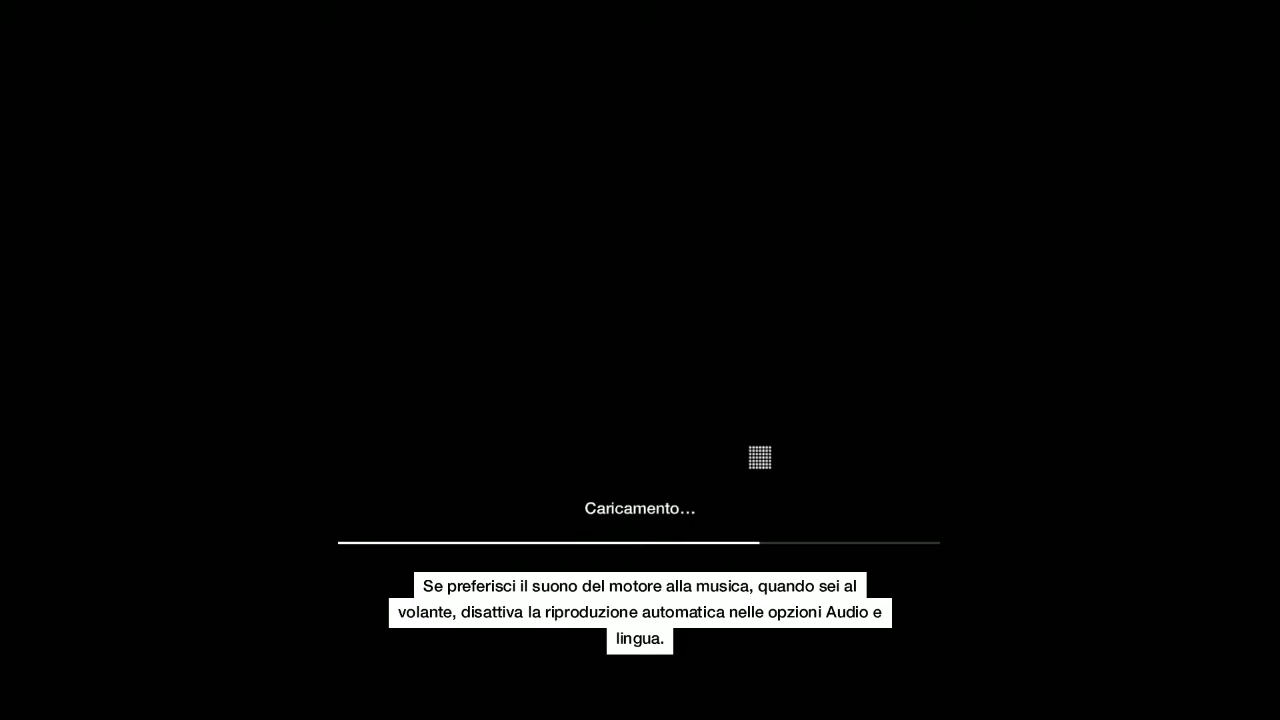 Caricamento...
Se preferisci il suono del motore alla musica, quando sei al
volante, disattiva la riproduzione automatica nelle opzioni Audio e
lingua.